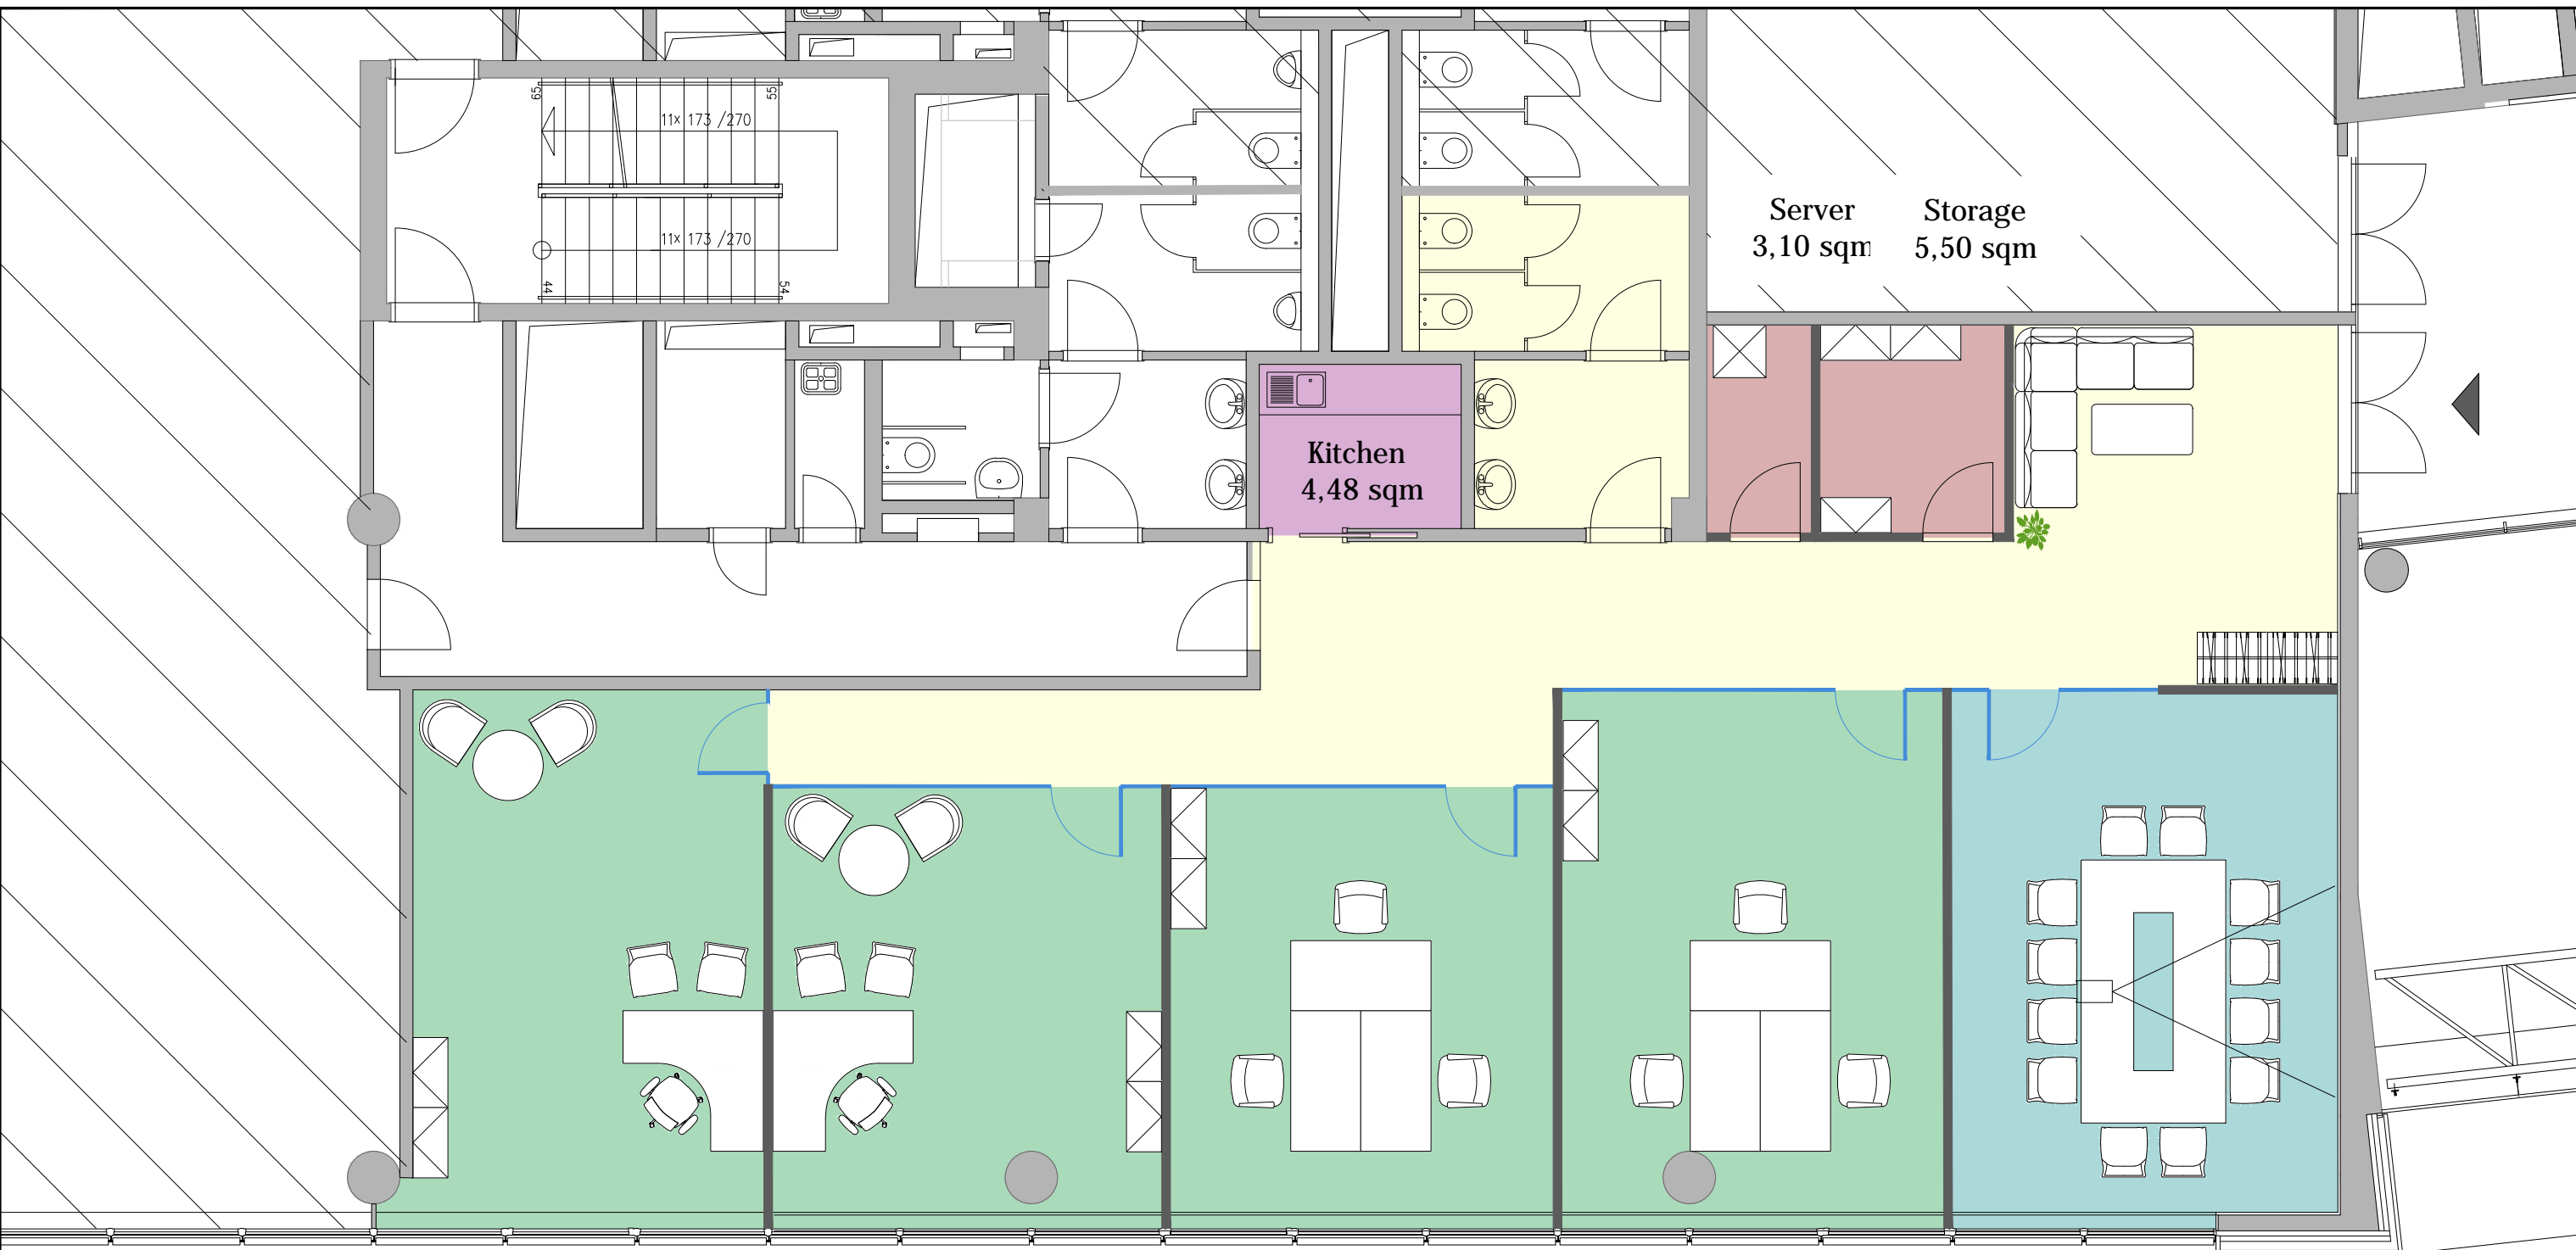 65
55
11x 173 /270
11x 173 /270
44
54
Server
3,10 sqm
Storage
5,50 sqm
Kitchen
4,48 sqm